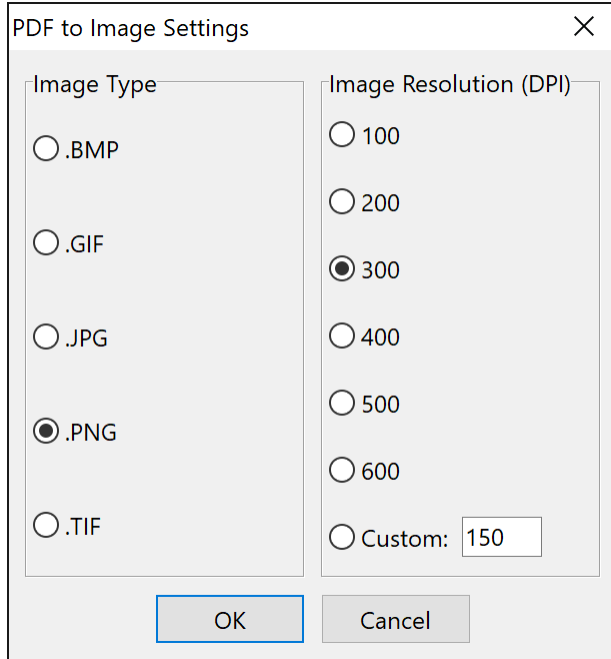 PDF to Image Settings
Image Type
.BMP
.GIF
.JPG
.PNG
.TIF
Image Resolution (DPI)
100
200
300
400
500
600
Custom: 150
OK
Cancel